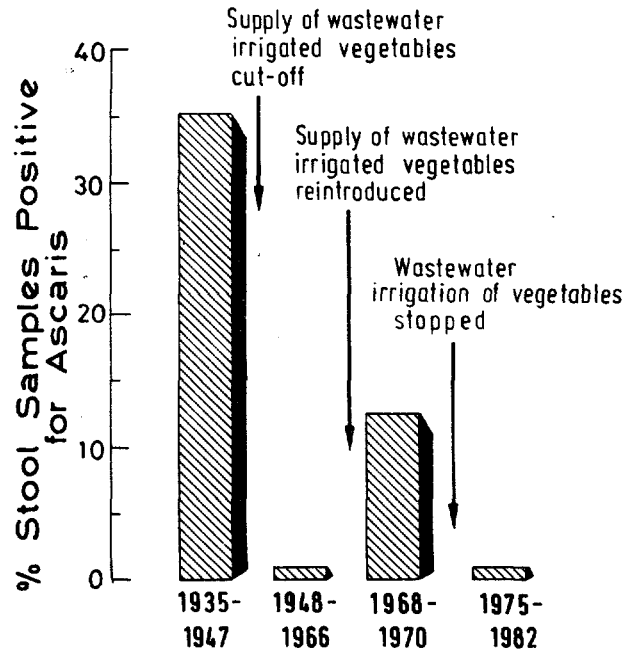 Supply of wastewater
irrigated vegetables
cut-off
Supply of wastewater
irrigated vegetables
reintroduced
Wastewater
irrigation of vegetables
stopped
% Stool Samples Positive
for Ascaris
40
30
20
10
0
1935-
1947
1948-
1966
1968-
1970
1975-
1982